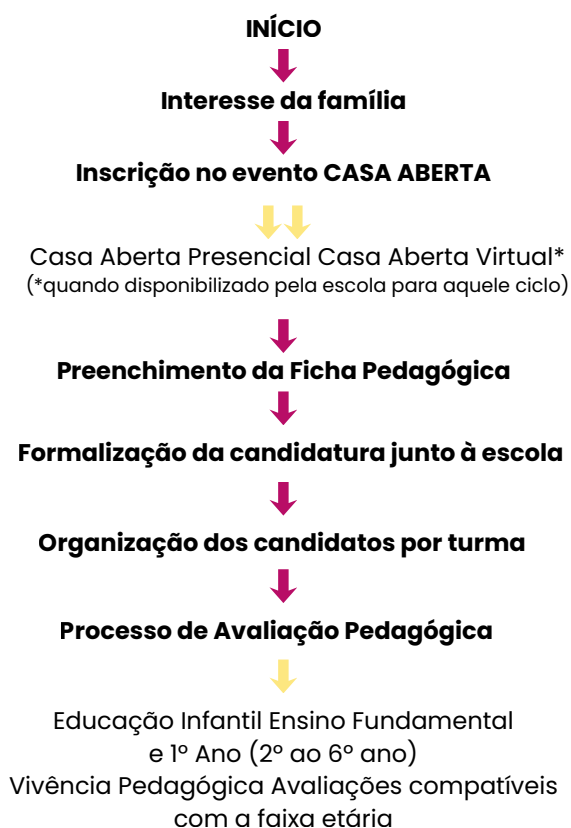 INÍCIO
Interesse da família
Inscrição no evento CASA ABERTA
Casa Aberta Presencial Casa Aberta Virtual*
(*quando disponibilizado pela escola para aquele ciclo)
Preenchimento da Ficha Pedagógica
Formalização da candidatura junto à escola
Organização dos candidatos por turma
Processo de Avaliação Pedagógica
Educação Infantil Ensino Fundamental
e 1º Ano (2º ao 6º ano)
Vivência Pedagógica Avaliações compatíveis
com a faixa etária